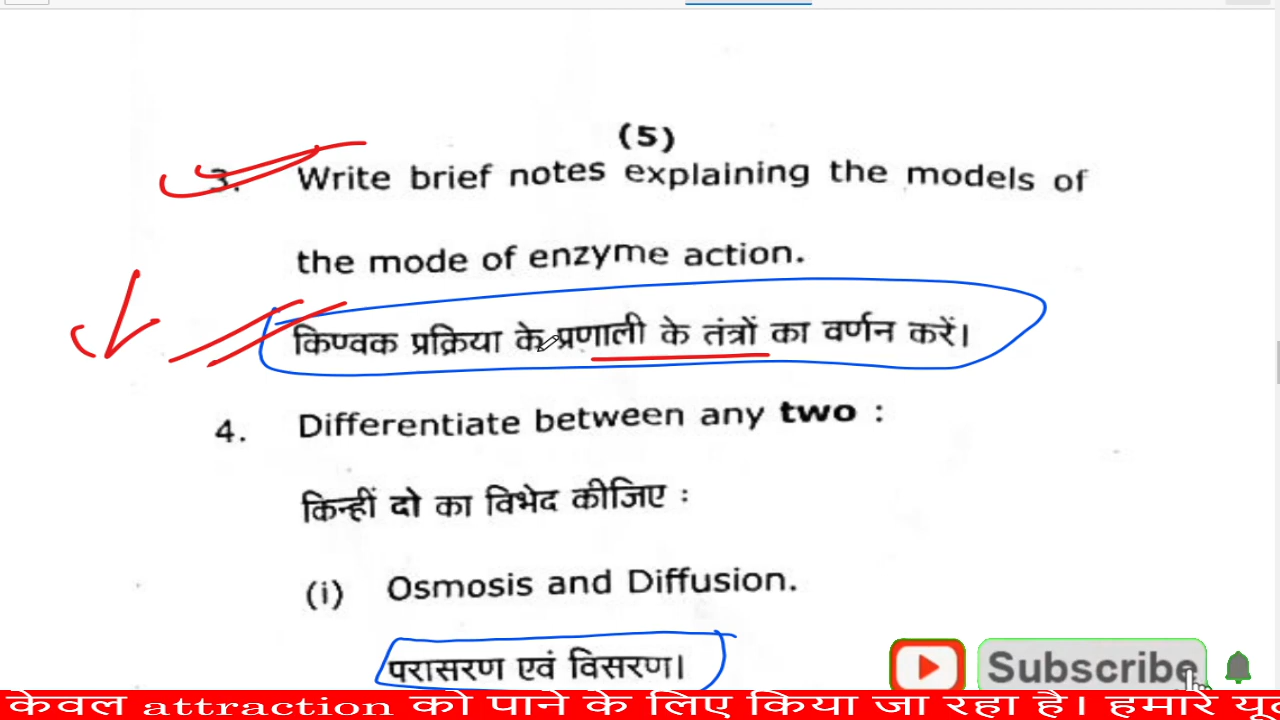 (5)
3. Write brief notes explaining the models of
the mode of enzyme action.
किण्वक प्रक्रिया के प्रणाली के तंत्रों का वर्णन करें।
4. Differentiate between any two :
किन्हीं दो का विभेद कीजिए :
(i) Osmosis and Diffusion.
परासरण एवं विसरण।
Subscribe
केवल attraction को पाने के लिए किया जा रहा है। हमारे